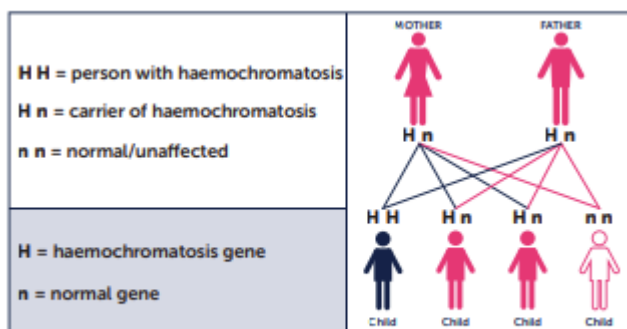 H H = person with haemochromatosis
H n = carrier of haemochromatosis
n n = normal/unaffected
H = haemochromatosis gene
n = normal gene
MOTHER FATHER
H n H n
H H H n H n n n
Child Child Child Child